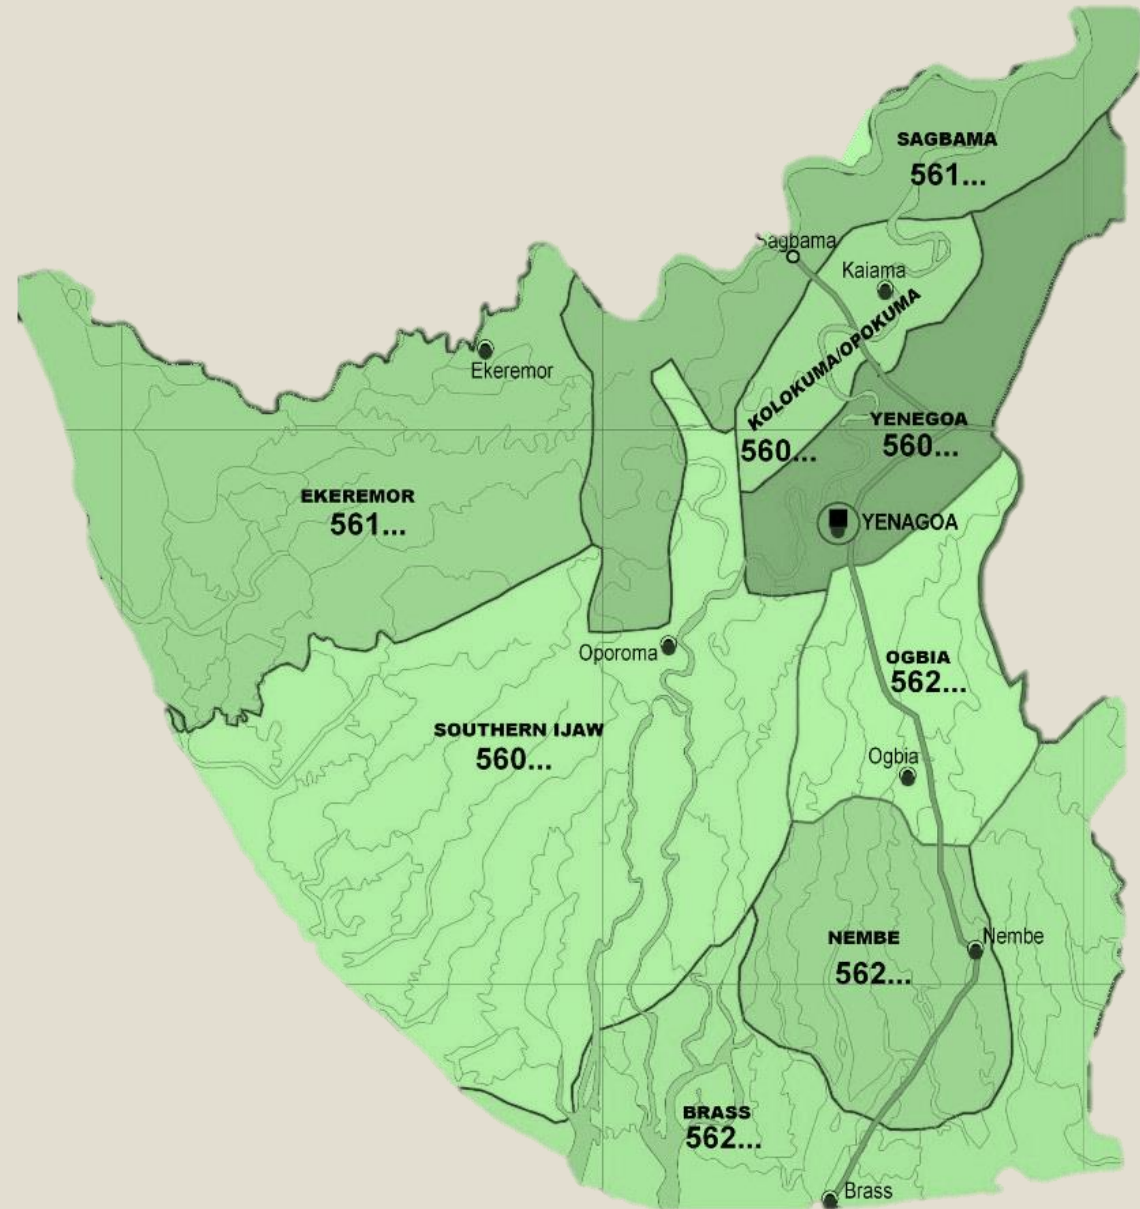 SAGBAMA
561...
Sagbama
Kaiama
KOLOKUMA/OPOKUMA
560...
Ekeremor
YENEGOA
560...
EKEREMOR
561...
YENAGOA
Oporoma
OGBIA
562...
SOUTHERN IJAW
560...
Ogbia
NEMBE
562...
Nembe
BRASS
562...
Brass